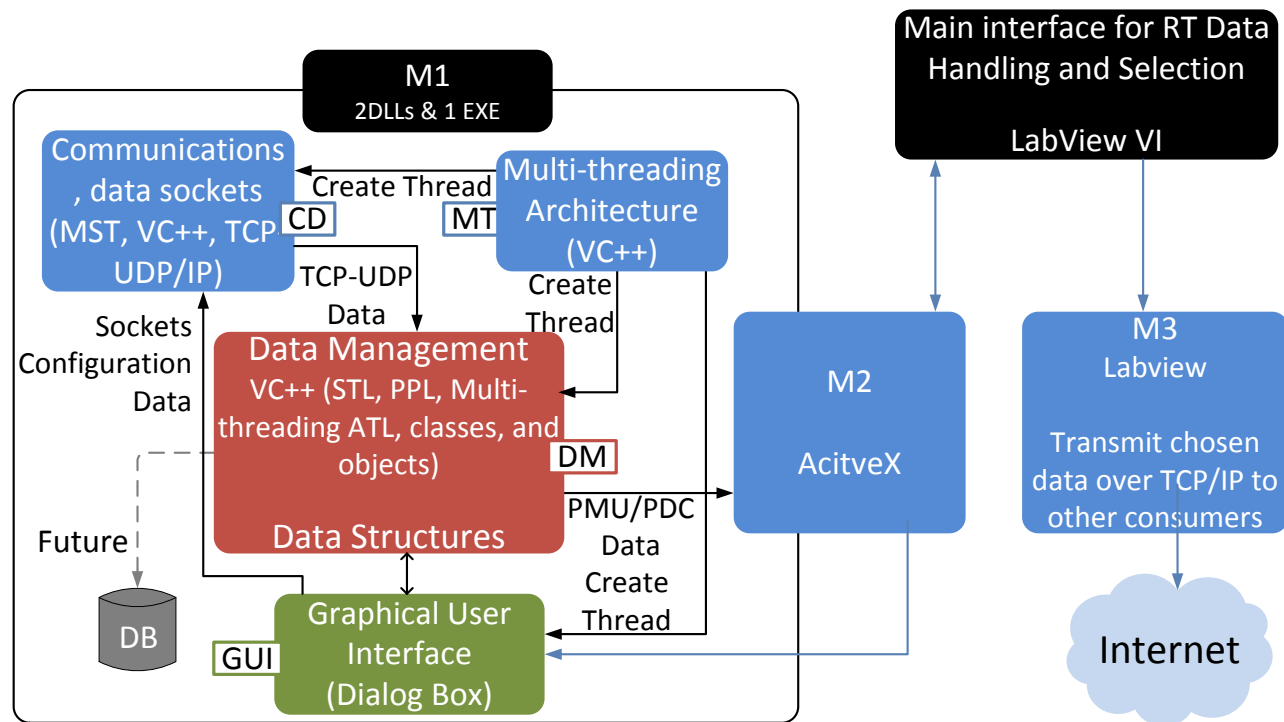 M1
2DLLs & 1 EXE
Main interface for RT Data
Handling and Selection
LabView VI
Communications
, data sockets
(MST, VC++, TCP-
UDP/IP)
CD
Create Thread
MT
Multi-threading
Architecture
(VC++)
TCP-UDP
Data
Create
Thread
Sockets
Configuration
Data
Data Management
VC++ (STL, PPL, Multi-
threading ATL, classes, and
objects)
Data Structures
DM
M2
AcitveX
M3
Labview
Transmit chosen
data over TCP/IP to
other consumers
PMU/PDC
Data
Create
Thread
Future
DB
GUI
Graphical User
Interface
(Dialog Box)
Internet